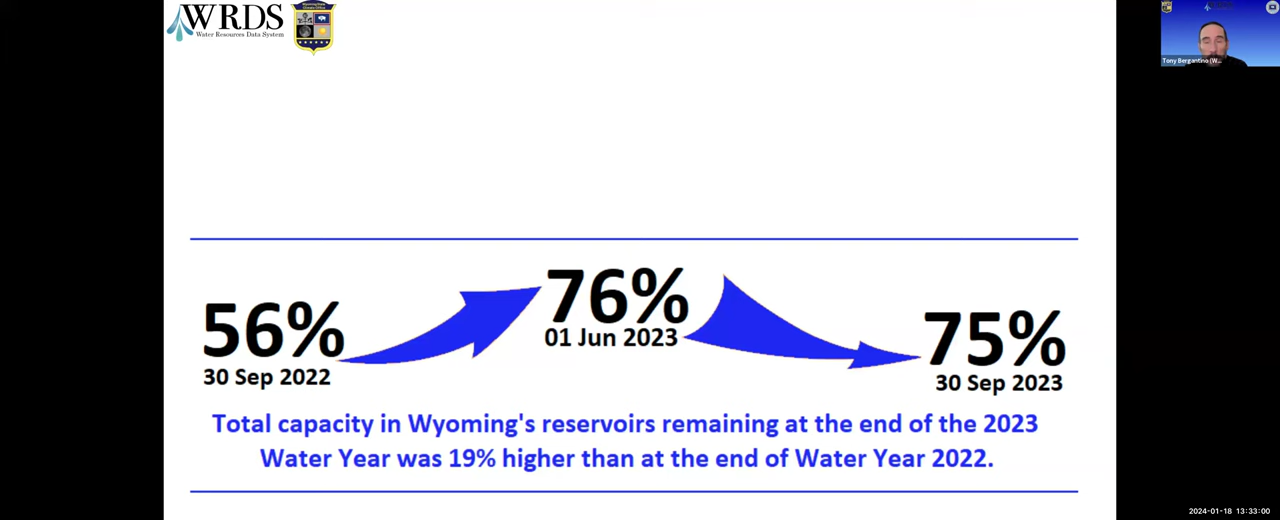 WRDS
Water Resources Data System
Tony Bergantino (W...
56%
30 Sep 2022
76%
01 Jun 2023
75%
30 Sep 2023
Total capacity in Wyoming's reservoirs remaining at the end of the 2023
Water Year was 19% higher than at the end of Water Year 2022.
2024-01-18 13:33:00